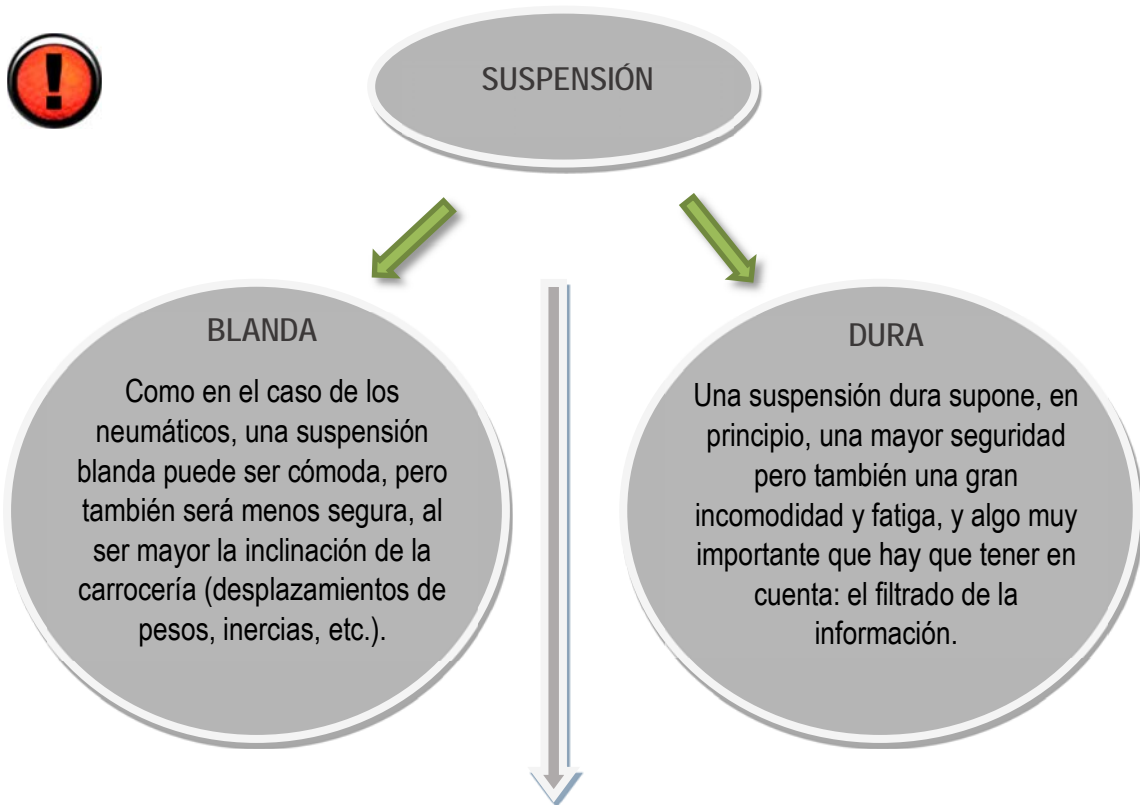 SUSPENSIÓN
BLANDA
Como en el caso de los
neumáticos, una suspensión
blanda puede ser cómoda, pero
también será menos segura, al
ser mayor la inclinación de la
carrocería (desplazamientos de
pesos, inercias, etc.).
DURA
Una suspensión dura supone, en
principio, una mayor seguridad
pero también una gran
incomodidad y fatiga, y algo muy
importante que hay que tener en
cuenta: el filtrado de la
información.